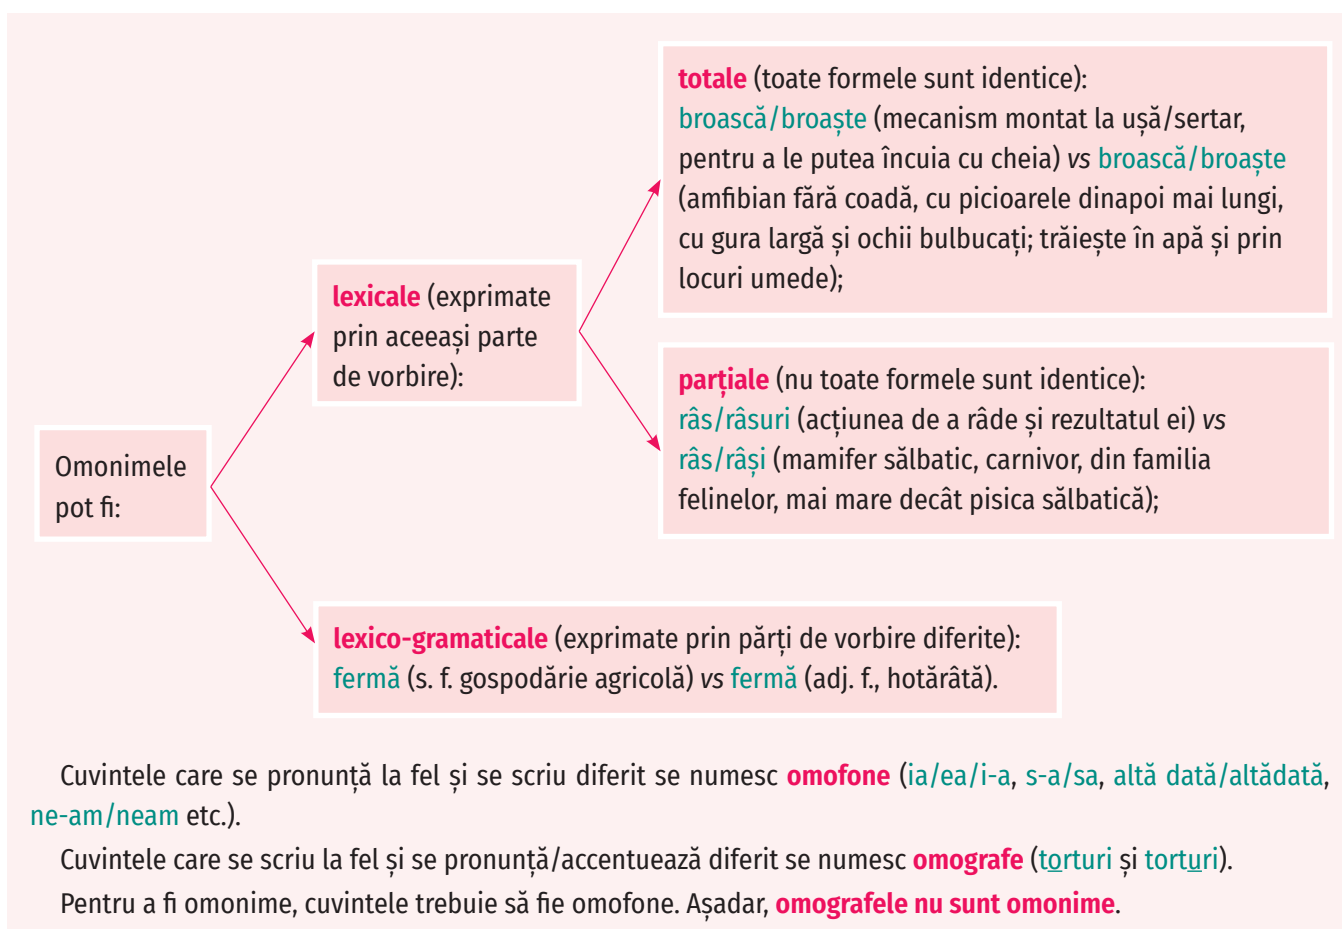 totale (toate formele sunt identice):
broască/broaște (mecanism montat la ușă/sertar,
pentru a le putea încuia cu cheia) vs broască/broaște
(amfibian fără coadă, cu picioarele dinapoi mai lungi,
cu gura largă și ochii bulbucați; trăiește în apă și prin
locuri umede);
lexicale (exprimate
prin aceeași parte
de vorbire):
parțiale (nu toate formele sunt identice):
râs/râsuri (acțiunea de a râde și rezultatul ei) vs
râs/râși (mamifer sălbatic, carnivor, din familia
felinelor, mai mare decât pisica sălbatică);
Omonimele
pot fi:
lexico-gramaticale (exprimate prin părți de vorbire diferite):
fermă (s. f. gospodărie agricolă) vs fermă (adj. f., hotărâtă).
Cuvintele care se pronunță la fel și se scriu diferit se numesc omofone (ia/ea/i-a, s-a/sa, altă dată/altădată,
ne-am/neam etc.).
Cuvintele care se scriu la fel și se pronunță/accentuează diferit se numesc omografe (torturi și torturi).
Pentru a fi omonime, cuvintele trebuie să fie omofone. Așadar, omografele nu sunt omonime.